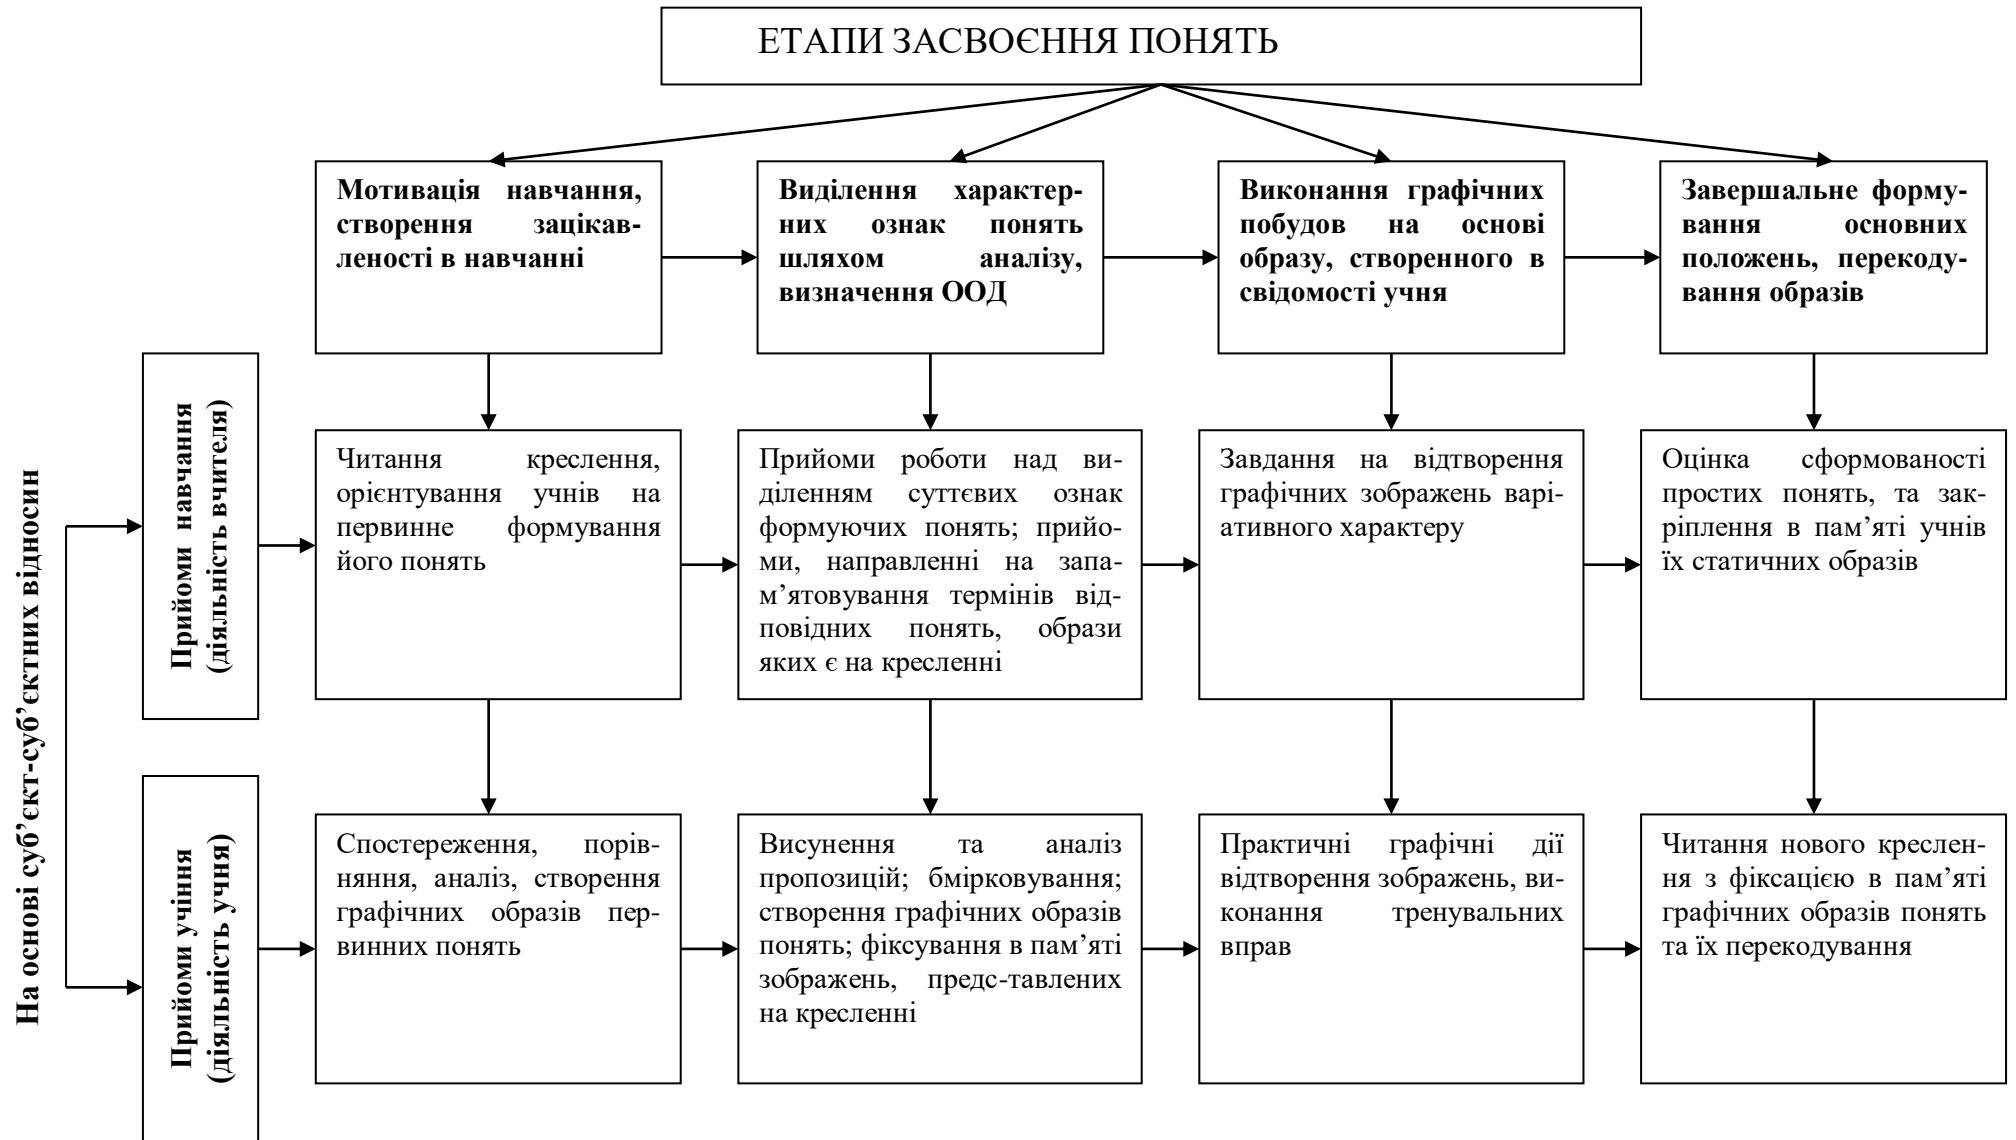 ЕТАПИ ЗАСВОЄННЯ ПОНЯТЬ
Мотивація навчання,
створення зацікав-
леності в навчанні
Виділення характер-
них ознак понять
шляхом аналізу,
визначення ООД
Виконання графічних
побудов на основі
образу, створенного в
свідомості учня
Завершальне форму-
вання основних
положень, перекоду-
вання образів
На основі суб’єкт-суб’єктних відносин
Прийоми навчання
(діяльність вчителя)
Читання креслення,
орієнтування учнів на
первинне формування
його понять
Прийоми роботи над ви-
діленням суттєвих ознак
формуючих понять; прийо-
ми, направленні на запа-
м’ятовування термінів від-
повідних понять, образи
яких є на кресленні
Завдання на відтворення
графічних зображень варі-
ативного характеру
Оцінка сформованості
простих понять, та зак-
ріплення в пам’яті учнів
їх статичних образів
Прийоми учіння
(діяльність учня)
Спостереження, порів-
няння, аналіз, створення
графічних образів пер-
винних понять
Висунення та аналіз
пропозицій; бмірковування;
створення графічних образів
понять; фіксування в пам’яті
зображень, предс-тавлених
на кресленні
Практичні графічні дії
відтворення зображень, ви-
конання тренувальних
вправ
Читання нового креслен-
ня з фіксацією в пам’яті
графічних образів понять
та їх перекодування